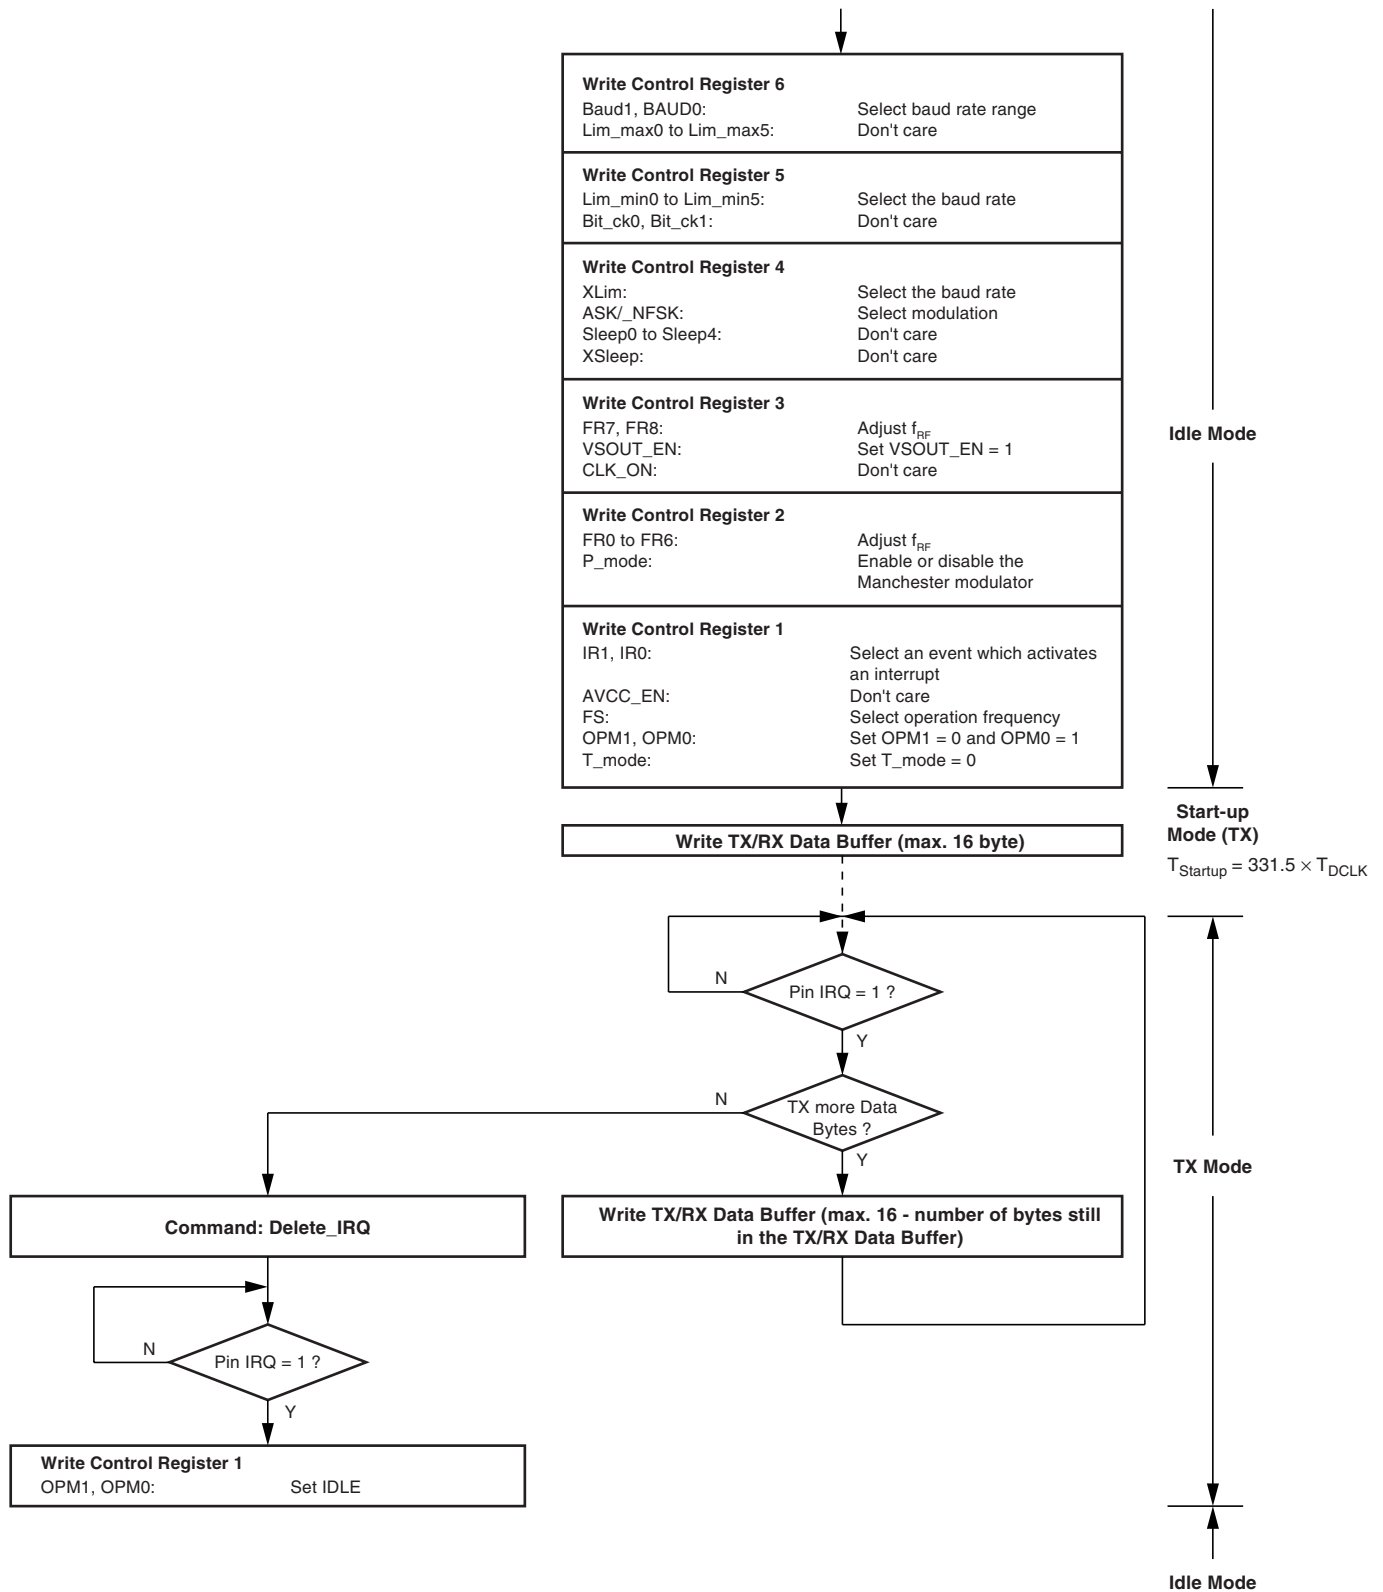 Write Control Register 6
Baud1, BAUD0: Select baud rate range
Lim_max0 to Lim_max5: Don't care
Write Control Register 5
Lim_min0 to Lim_min5: Select the baud rate
Bit_ck0, Bit_ck1: Don't care
Write Control Register 4
XLim: Select the baud rate
ASK/_NFSK: Select modulation
Sleep0 to Sleep4: Don't care
XSleep: Don't care
Write Control Register 3
FR7, FR8: Adjust fRF
VSOUT_EN: Set VSOUT_EN = 1
CLK_ON: Don't care
Idle Mode
Write Control Register 2
FR0 to FR6: Adjust fRF
P_mode: Enable or disable the
Manchester modulator
Write Control Register 1
IR1, IR0: Select an event which activates
an interrupt
AVCC_EN: Don't care
FS: Select operation frequency
OPM1, OPM0: Set OPM1 = 0 and OPM0 = 1
T_mode: Set T_mode = 0
Start-up
Mode (TX)
TStartup = 331.5 × TDCLK
Write TX/RX Data Buffer (max. 16 byte)
N
Pin IRQ = 1 ?
Y
N
TX more Data
Bytes ?
Y
TX Mode
Command: Delete_IRQ
Write TX/RX Data Buffer (max. 16 - number of bytes still
in the TX/RX Data Buffer)
N
Pin IRQ = 1 ?
Y
Write Control Register 1
OPM1, OPM0: Set IDLE
Idle Mode